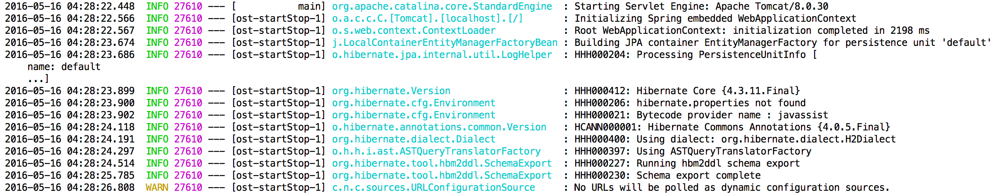 2016-05-16 04:28:22.448  INFO 27610 --- [           main] org.apache.catalina.core.StandardEngine  : Starting Servlet Engine: Apache Tomcat/8.0.30
2016-05-16 04:28:22.566  INFO 27610 --- [ost-startStop-1] o.a.c.c.C.[Tomcat].[localhost].[/]       : Initializing Spring embedded WebApplicationContext
2016-05-16 04:28:22.567  INFO 27610 --- [ost-startStop-1] o.s.web.context.ContextLoader            : Root WebApplicationContext: initialization completed in 2198 ms
2016-05-16 04:28:23.674  INFO 27610 --- [ost-startStop-1] j.LocalContainerEntityManagerFactoryBean : Building JPA container EntityManagerFactory for persistence unit 'default'
2016-05-16 04:28:23.686  INFO 27610 --- [ost-startStop-1] o.hibernate.jpa.internal.util.LogHelper  : HHH000204: Processing PersistenceUnitInfo [
    name: default
    ...]
2016-05-16 04:28:23.899  INFO 27610 --- [ost-startStop-1] org.hibernate.Version                    : HHH000412: Hibernate Core {4.3.11.Final}
2016-05-16 04:28:23.900  INFO 27610 --- [ost-startStop-1] org.hibernate.cfg.Environment            : HHH000206: hibernate.properties not found
2016-05-16 04:28:23.902  INFO 27610 --- [ost-startStop-1] org.hibernate.cfg.Environment            : HHH000021: Bytecode provider name : javassist
2016-05-16 04:28:24.118  INFO 27610 --- [ost-startStop-1] o.hibernate.annotations.common.Version   : HCANN000001: Hibernate Commons Annotations {4.0.5.Final}
2016-05-16 04:28:24.191  INFO 27610 --- [ost-startStop-1] org.hibernate.dialect.Dialect            : HHH000400: Using dialect: org.hibernate.dialect.H2Dialect
2016-05-16 04:28:24.297  INFO 27610 --- [ost-startStop-1] o.h.h.i.ast.ASTQueryTranslatorFactory    : HHH000397: Using ASTQueryTranslatorFactory
2016-05-16 04:28:24.514  INFO 27610 --- [ost-startStop-1] org.hibernate.tool.hbm2ddl.SchemaExport  : HHH000227: Running hbm2ddl schema export
2016-05-16 04:28:25.785  INFO 27610 --- [ost-startStop-1] org.hibernate.tool.hbm2ddl.SchemaExport  : HHH000230: Schema export complete
2016-05-16 04:28:26.808  WARN 27610 --- [ost-startStop-1] c.n.c.sources.URLConfigurationSource     : No URLs will be polled as dynamic configuration sources.